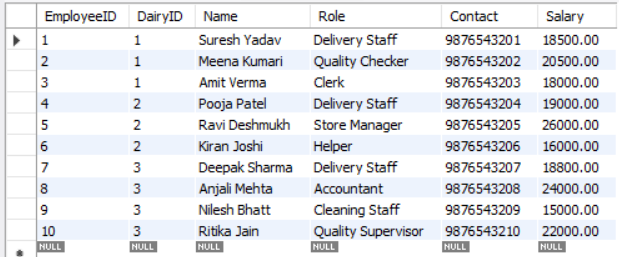 EmployeeID DairyID Name Role Contact Salary
1 1 Suresh Yadav Delivery Staff 9876543201 18500.00
2 1 Meena Kumari Quality Checker 9876543202 20500.00
3 1 Amit Verma Clerk 9876543203 18000.00
4 2 Pooja Patel Delivery Staff 9876543204 19000.00
5 2 Ravi Deshmukh Store Manager 9876543205 26000.00
6 2 Kiran Joshi Helper 9876543206 16000.00
7 3 Deepak Sharma Delivery Staff 9876543207 18800.00
8 3 Anjali Mehta Accountant 9876543208 24000.00
9 3 Nilesh Bhatt Cleaning Staff 9876543209 15000.00
10 3 Ritika Jain Quality Supervisor 9876543210 22000.00
NULL NULL NULL NULL NULL NULL